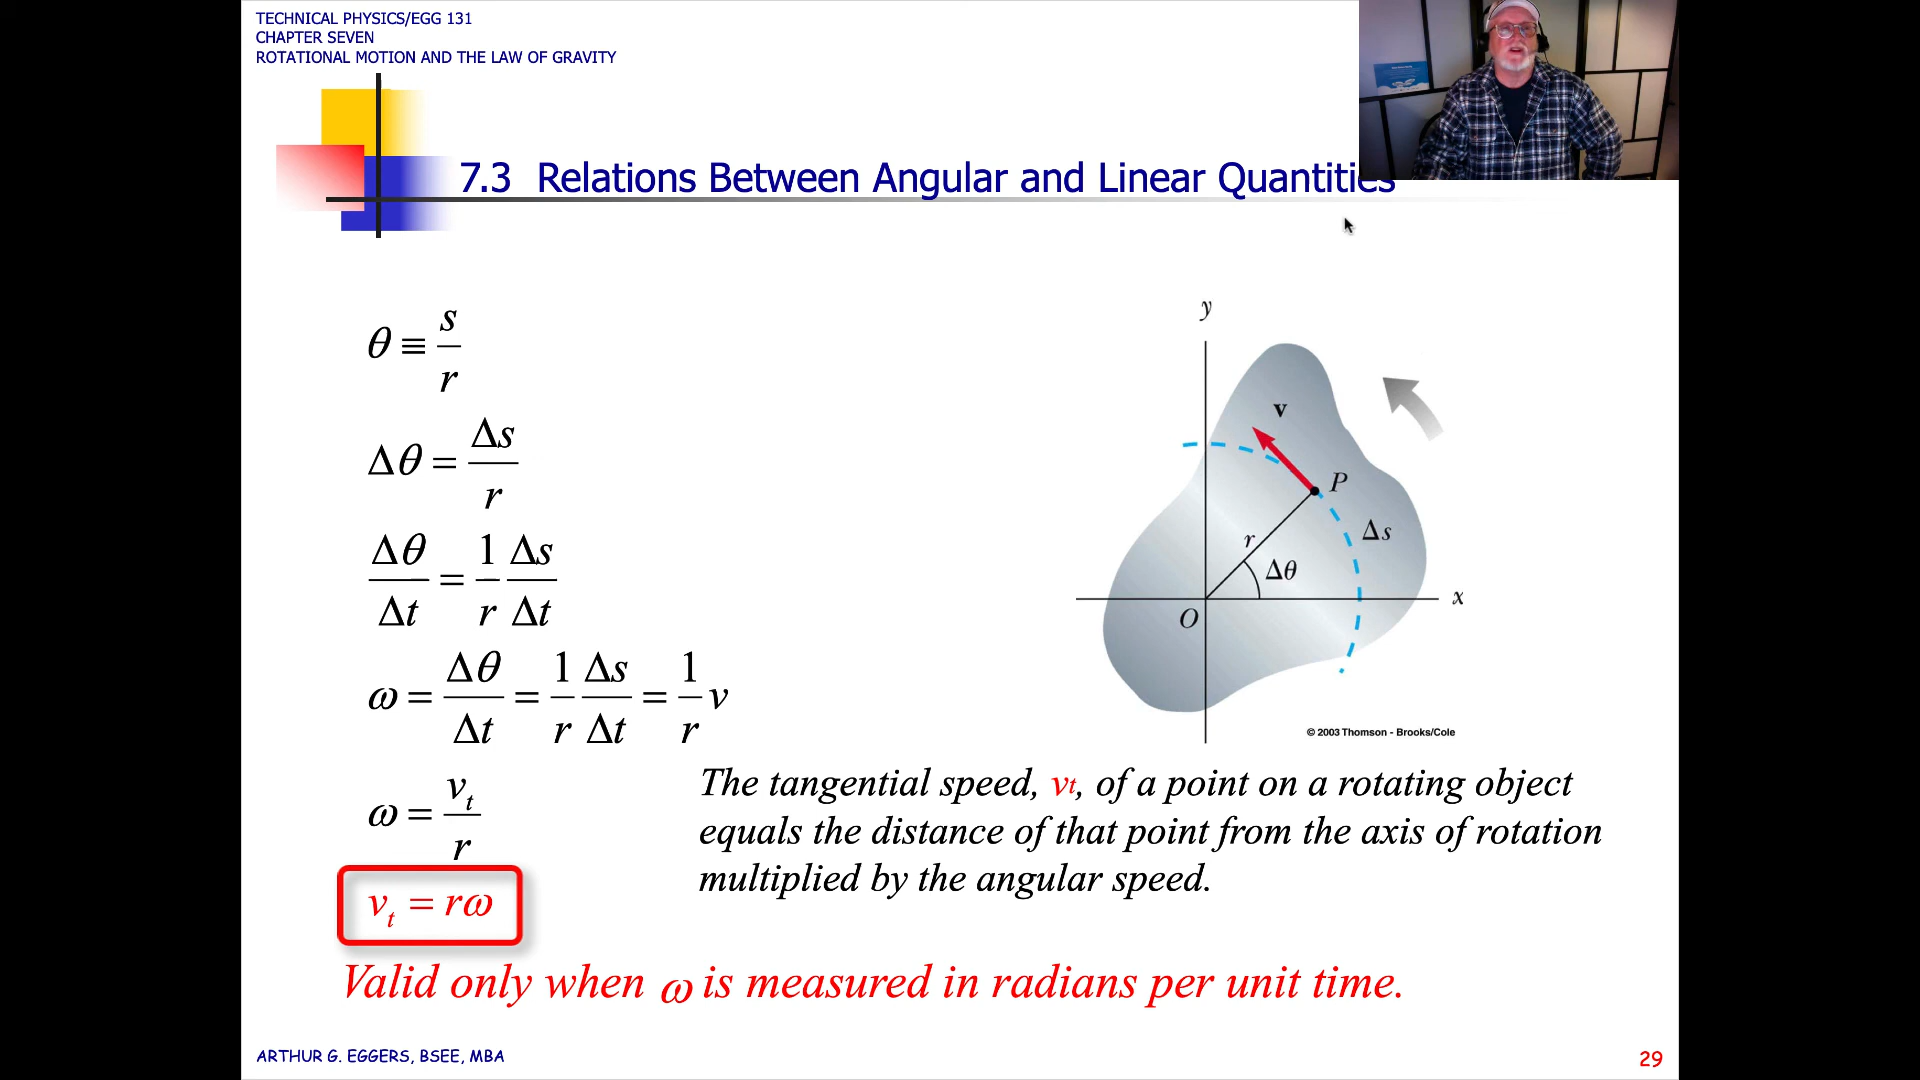 TECHNICAL PHYSICS/EGG 131
CHAPTER SEVEN
ROTATIONAL MOTION AND THE LAW OF GRAVITY
7.3 Relations Between Angular and Linear Quantities
θ ≡ s/r
Δθ = Δs/r
Δθ/Δt = 1/r Δs/Δt
ω = Δθ/Δt = 1/r Δs/Δt = 1/r v
ω = vₜ/r
vₜ = rω
y
v
P
Δs
r
Δθ
x
O
© 2003 Thomson - Brooks/Cole
The tangential speed, vt, of a point on a rotating object
equals the distance of that point from the axis of rotation
multiplied by the angular speed.
Valid only when ω is measured in radians per unit time.
ARTHUR G. EGGERS, BSEE, MBA
29